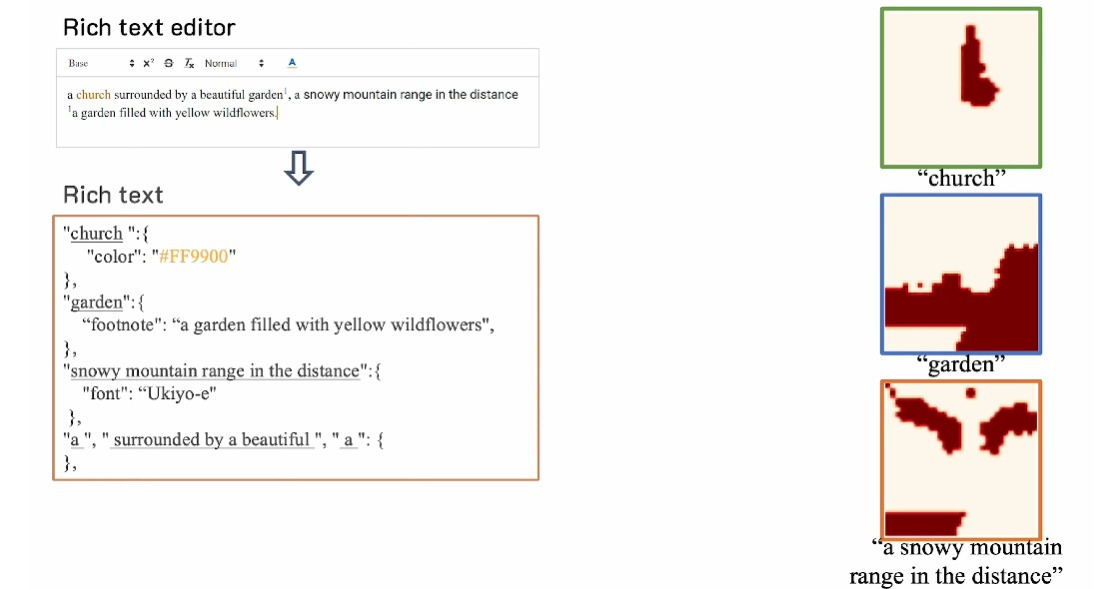 Rich text editor
Base X² S Tx Normal A
a church surrounded by a beautiful garden¹, a snowy mountain range in the distance
¹a garden filled with yellow wildflowers.
Rich text
"church ":{
"color": "#FF9900"
},
"garden":{
“footnote": “a garden filled with yellow wildflowers",
},
"snowy mountain range in the distance":{
"font": “Ukiyo-e"
},
"a ", " surrounded by a beautiful ", " a ": {
},
“church”
“garden”
“a snowy mountain
range in the distance”